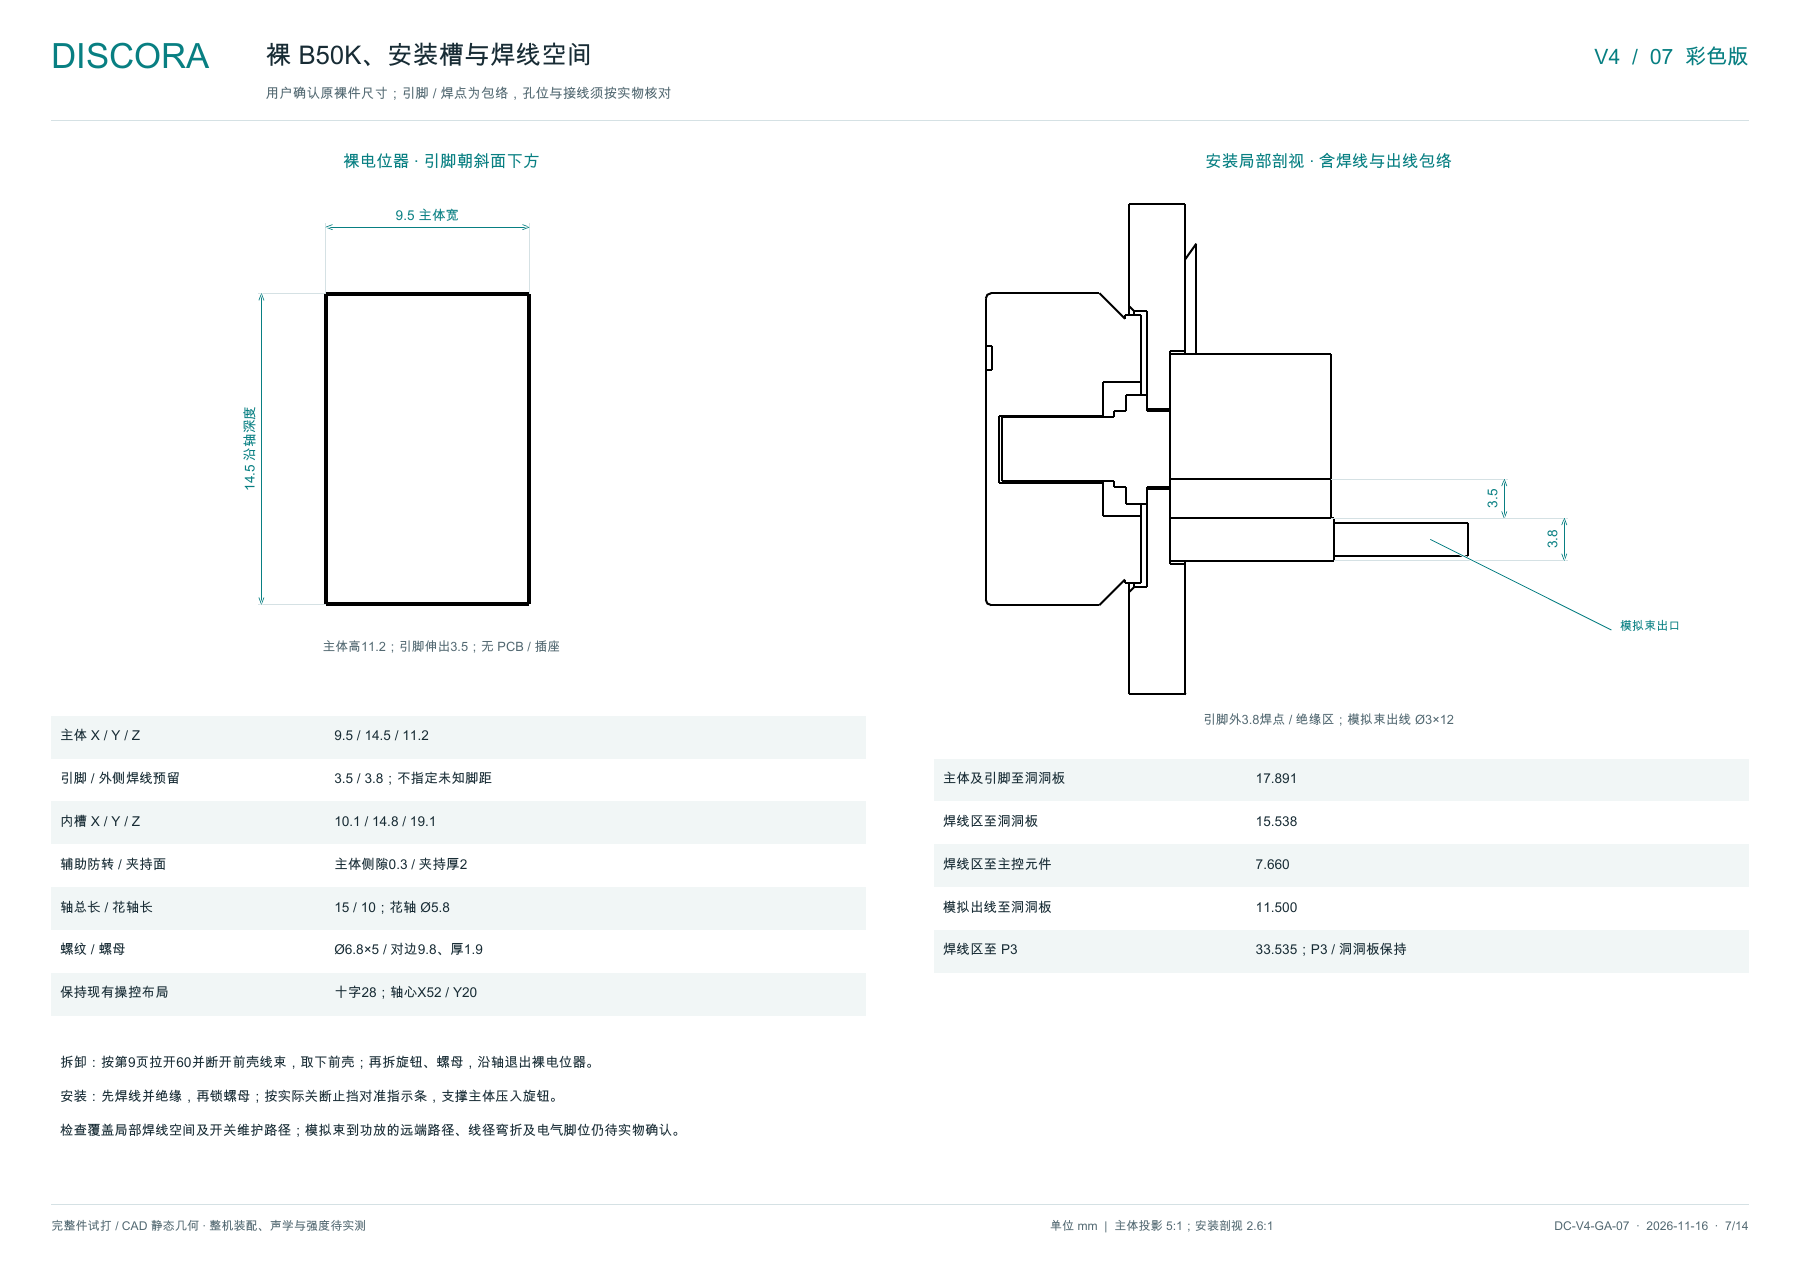 DISCORA
裸 B50K、安装槽与焊线空间
V4 / 07 彩色版
用户确认原裸件尺寸；引脚 / 焊点为包络，孔位与接线须按实物核对
裸电位器 · 引脚朝斜面下方
9.5 主体宽
14.5 沿轴深度
主体高11.2；引脚伸出3.5；无 PCB / 插座
安装局部剖视 · 含焊线与出线包络
3.5
3.8
模拟束出口
引脚外3.8焊点 / 绝缘区；模拟束出线 Ø3×12
主体 X / Y / Z 9.5 / 14.5 / 11.2
引脚 / 外侧焊线预留 3.5 / 3.8；不指定未知脚距
内槽 X / Y / Z 10.1 / 14.8 / 19.1
辅助防转 / 夹持面 主体侧隙0.3 / 夹持厚2
轴总长 / 花轴长 15 / 10；花轴 Ø5.8
螺纹 / 螺母 Ø6.8×5 / 对边9.8、厚1.9
保持现有操控布局 十字28；轴心X52 / Y20
主体及引脚至洞洞板 17.891
焊线区至洞洞板 15.538
焊线区至主控元件 7.660
模拟出线至洞洞板 11.500
焊线区至 P3 33.535；P3 / 洞洞板保持
拆卸：按第9页拉开60并断开前壳线束，取下前壳；再拆旋钮、螺母，沿轴退出裸电位器。
安装：先焊线并绝缘，再锁螺母；按实际关断止挡对准指示条，支撑主体压入旋钮。
检查覆盖局部焊线空间及开关维护路径；模拟束到功放的远端路径、线径弯折及电气脚位仍待实物确认。
完整件试打 / CAD 静态几何 · 整机装配、声学与强度待实测
单位 mm | 主体投影 5:1；安装剖视 2.6:1
DC-V4-GA-07 · 2026-11-16 · 7/14